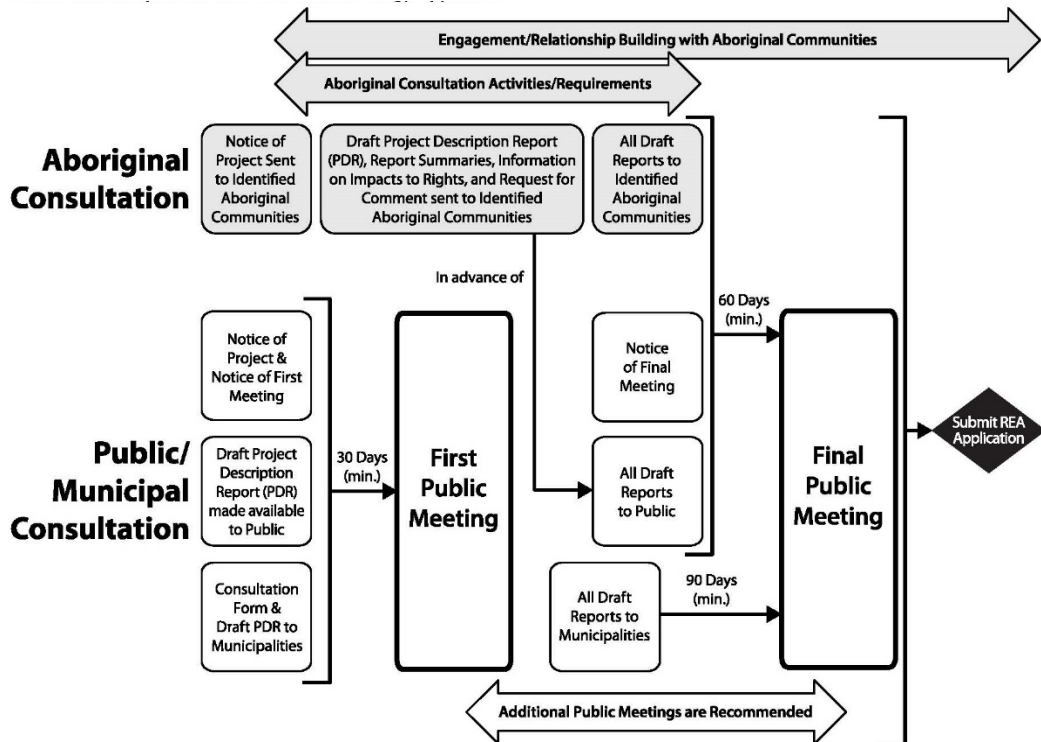 Engagement/Relationship Building with Aboriginal Communities
Aboriginal Consultation Activities/Requirements
Aboriginal
Consultation
Notice of
Project Sent
to Identified
Aboriginal
Communities
Draft Project Description Report
(PDR), Report Summaries, Information
on Impacts to Rights, and Request for
Comment sent to Identified
Aboriginal Communities
All Draft
Reports to
Identified
Aboriginal
Communities
In advance of
60 Days
(min.)
Notice of
Project &
Notice of First
Meeting
Notice
of Final
Meeting
Public/
Municipal
Consultation
Draft Project
Description
Report (PDR)
made available
to Public
30 Days
(min.)
First
Public
Meeting
All Draft
Reports
to Public
Final
Public
Meeting
Submit REA
Application
Consultation
Form &
Draft PDR to
Municipalities
All Draft
Reports to
Municipalities
90 Days
(min.)
Additional Public Meetings are Recommended